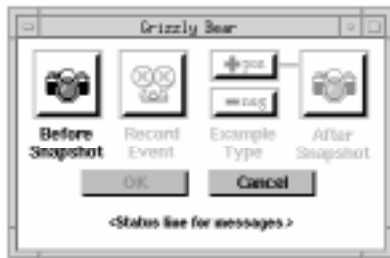 Grizzly Bear
+pos
-neg
Before Snapshot
Record Event
Example Type
After Snapshot
OK
Cancel
<Status line for messages.>